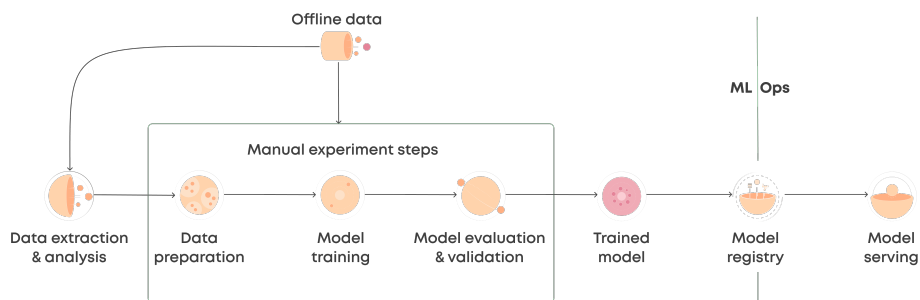 Offline data
ML Ops
Manual experiment steps
Data extraction
& analysis
Data
preparation
Model
training
Model evaluation
& validation
Trained
model
Model
registry
Model
serving